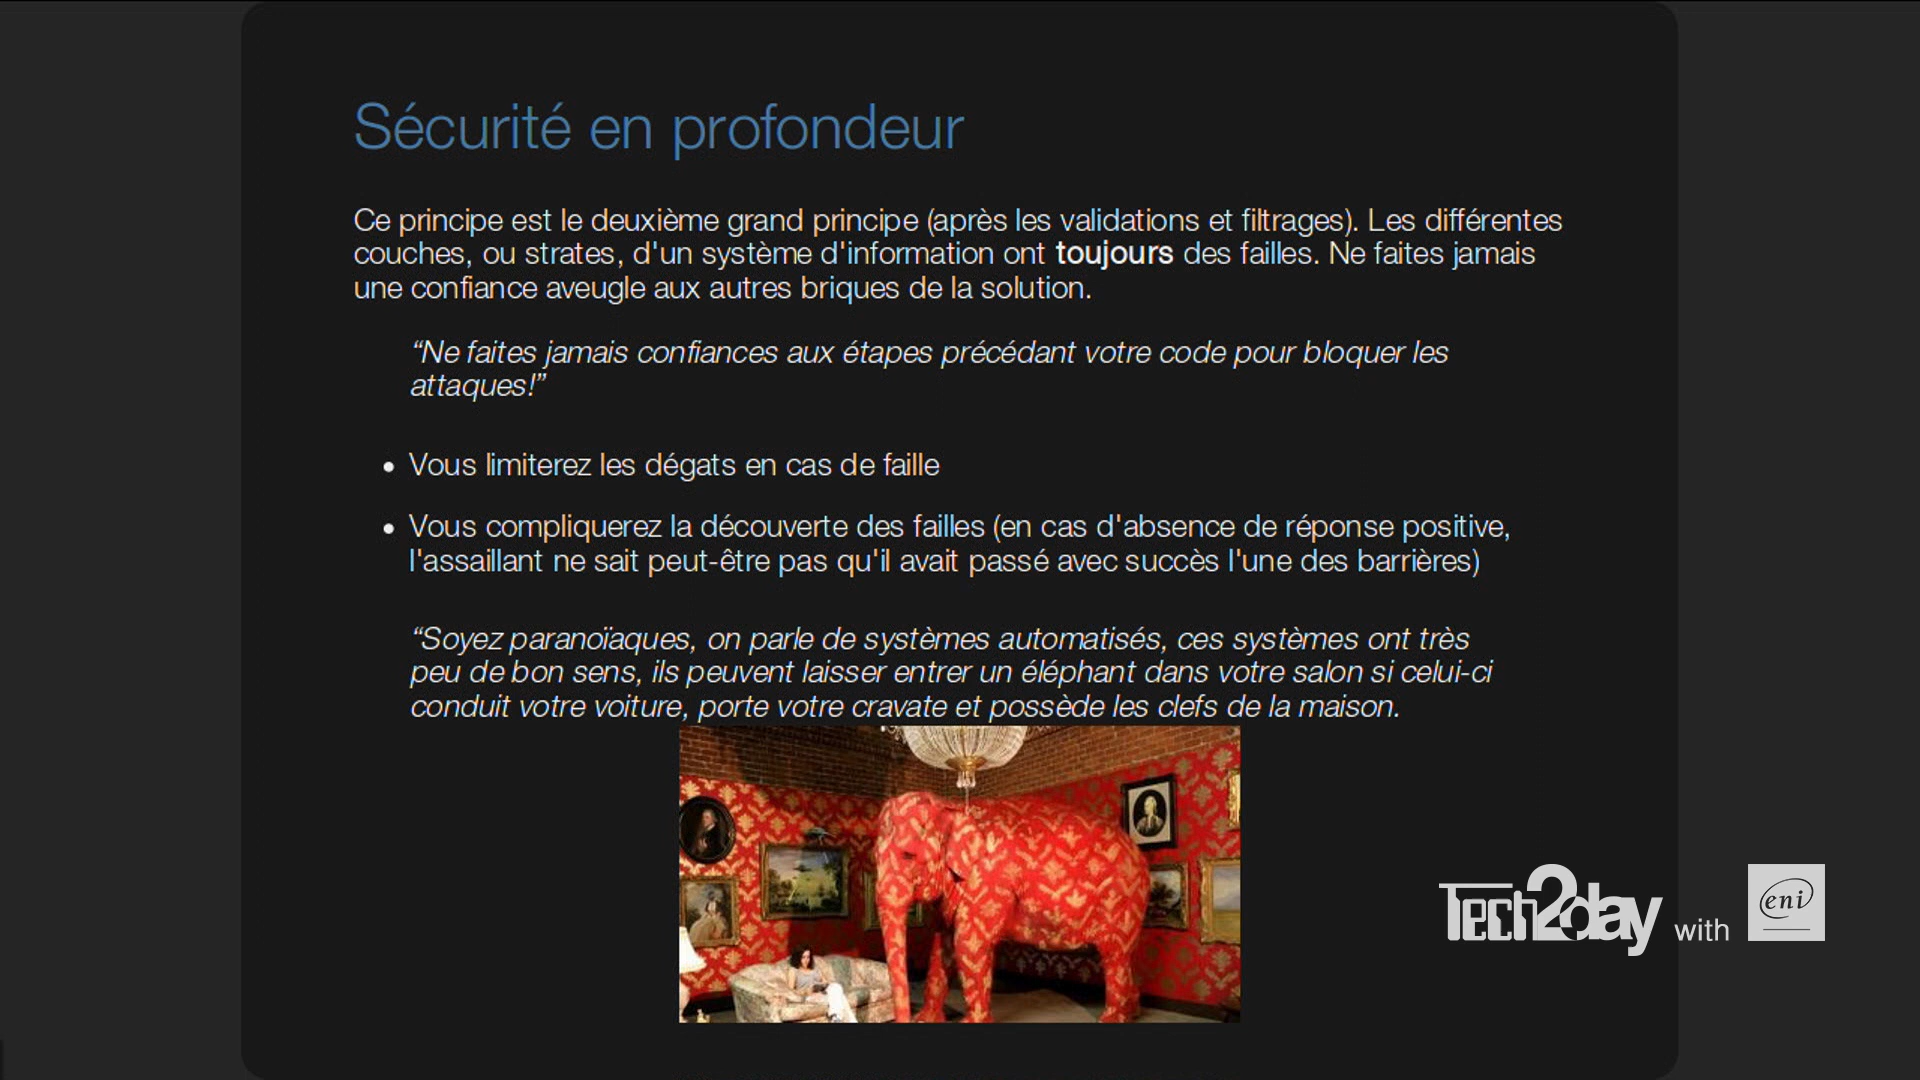 Sécurité en profondeur
Ce principe est le deuxième grand principe (après les validations et filtrages). Les différentes
couches, ou strates, d'un système d'information ont toujours des failles. Ne faites jamais
une confiance aveugle aux autres briques de la solution.
“Ne faites jamais confiances aux étapes précédant votre code pour bloquer les
attaques!”
• Vous limiterez les dégats en cas de faille
• Vous compliquerez la découverte des failles (en cas d'absence de réponse positive,
l'assaillant ne sait peut-être pas qu'il avait passé avec succès l'une des barrières)
“Soyez paranoïaques, on parle de systèmes automatisés, ces systèmes ont très
peu de bon sens, ils peuvent laisser entrer un éléphant dans votre salon si celui-ci
conduit votre voiture, porte votre cravate et possède les clefs de la maison.
Tech2day with eni